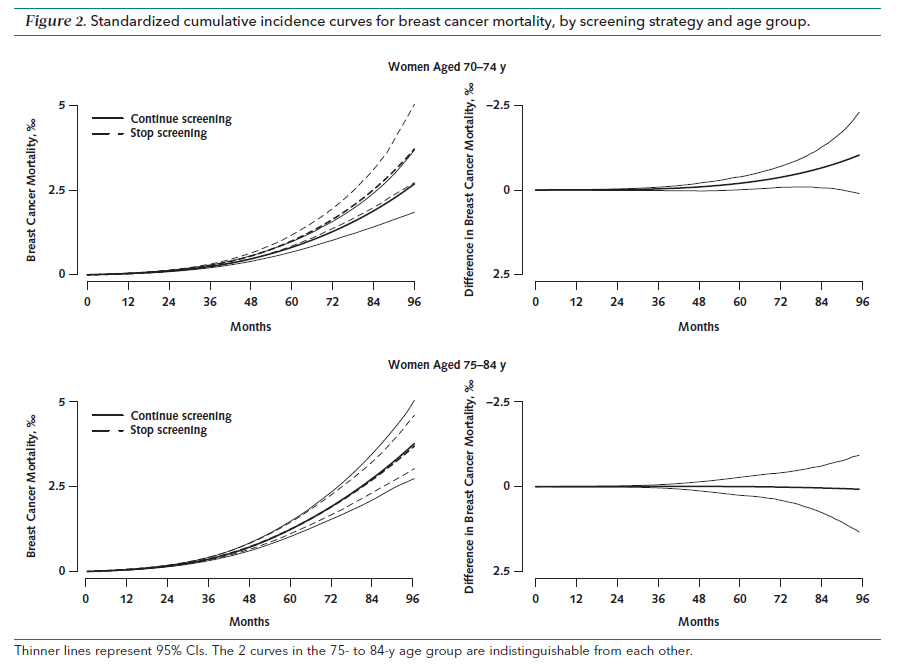 Figure 2. Standardized cumulative incidence curves for breast cancer mortality, by screening strategy and age group.
Women Aged 70–74 y
Breast Cancer Mortality, ‰
5
2.5
0
Continue screening
Stop screening
0 12 24 36 48 60 72 84 96
Months
Difference in Breast Cancer Mortality, ‰
−2.5
0
2.5
0 12 24 36 48 60 72 84 96
Months
Women Aged 75–84 y
Breast Cancer Mortality, ‰
5
2.5
0
Continue screening
Stop screening
0 12 24 36 48 60 72 84 96
Months
Difference in Breast Cancer Mortality, ‰
−2.5
0
2.5
0 12 24 36 48 60 72 84 96
Months
Thinner lines represent 95% CIs. The 2 curves in the 75- to 84-y age group are indistinguishable from each other.